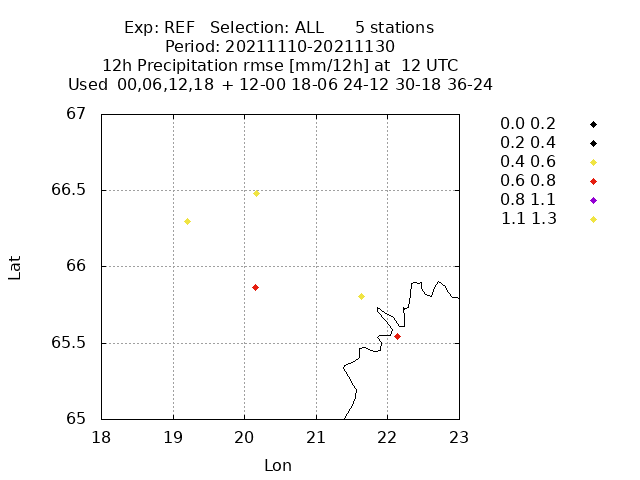 Exp: REF   Selection: ALL      5 stations
Period: 20211110-20211130
12h Precipitation rmse [mm/12h] at  12 UTC
Used  00,06,12,18  + 12-00 18-06 24-12 30-18 36-24
67
66.5
66
65.5
65
Lat
18 19 20 21 22 23
Lon
0.0 0.2
0.2 0.4
0.4 0.6
0.6 0.8
0.8 1.1
1.1 1.3